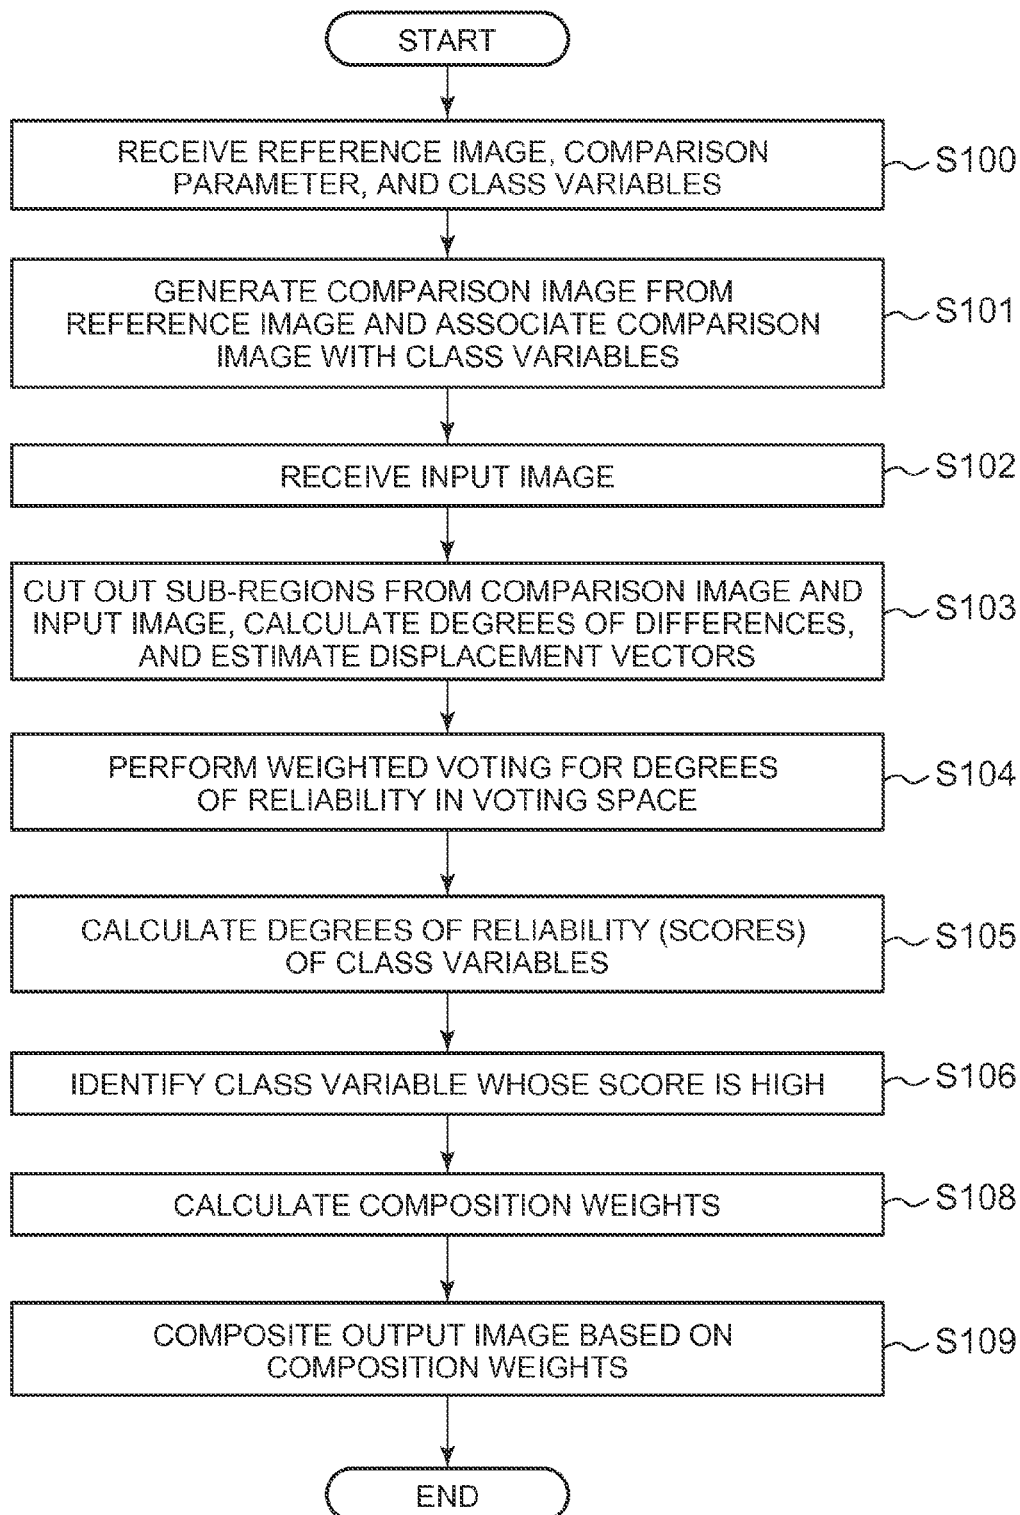 START
RECEIVE REFERENCE IMAGE, COMPARISON
PARAMETER, AND CLASS VARIABLES
S100
GENERATE COMPARISON IMAGE FROM
REFERENCE IMAGE AND ASSOCIATE COMPARISON
IMAGE WITH CLASS VARIABLES
S101
RECEIVE INPUT IMAGE
S102
CUT OUT SUB-REGIONS FROM COMPARISON IMAGE AND
INPUT IMAGE, CALCULATE DEGREES OF DIFFERENCES,
AND ESTIMATE DISPLACEMENT VECTORS
S103
PERFORM WEIGHTED VOTING FOR DEGREES
OF RELIABILITY IN VOTING SPACE
S104
CALCULATE DEGREES OF RELIABILITY (SCORES)
OF CLASS VARIABLES
S105
IDENTIFY CLASS VARIABLE WHOSE SCORE IS HIGH
S106
CALCULATE COMPOSITION WEIGHTS
S108
COMPOSITE OUTPUT IMAGE BASED ON
COMPOSITION WEIGHTS
S109
END